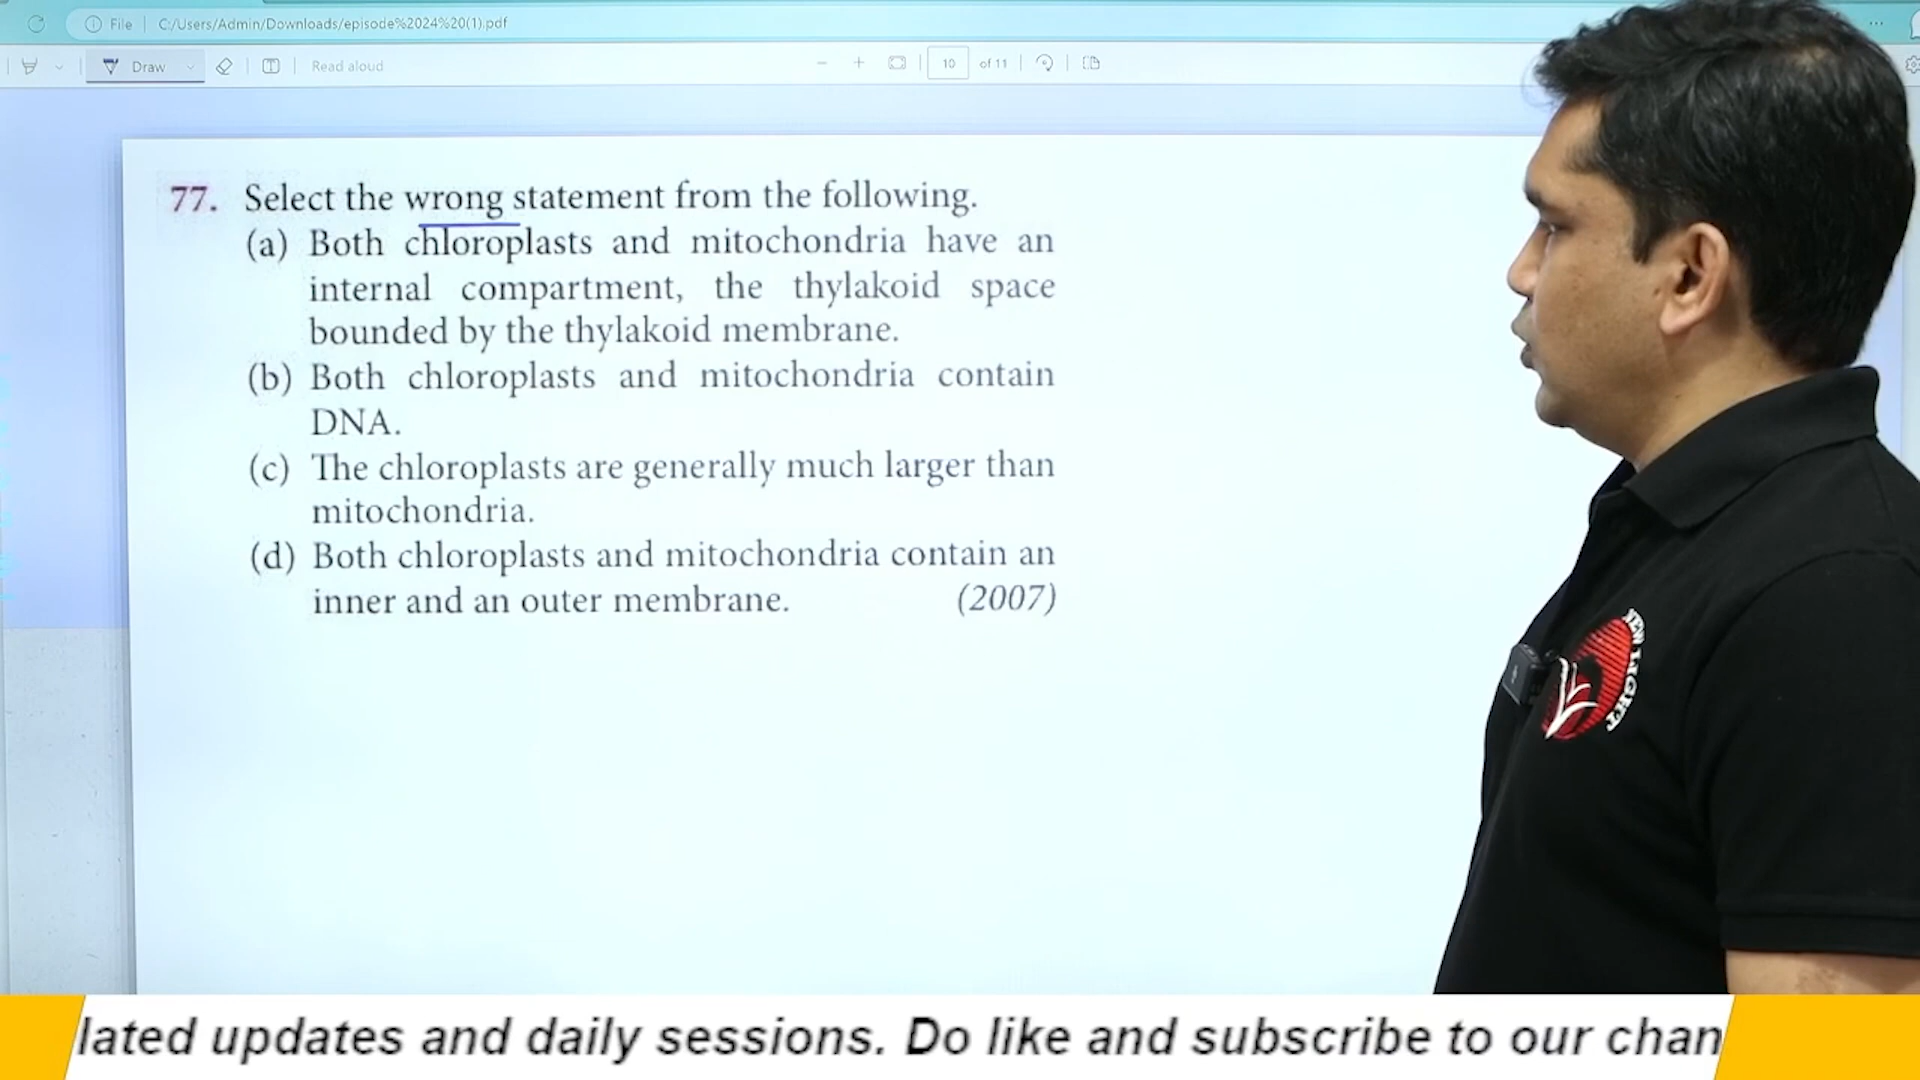 File C:/Users/Admin/Downloads/episode%2024%20(1).pdf
Draw Read aloud 10 of 11
77. Select the wrong statement from the following.
(a) Both chloroplasts and mitochondria have an
internal compartment, the thylakoid space
bounded by the thylakoid membrane.
(b) Both chloroplasts and mitochondria contain
DNA.
(c) The chloroplasts are generally much larger than
mitochondria.
(d) Both chloroplasts and mitochondria contain an
inner and an outer membrane. (2007)
NEW LIGHT
lated updates and daily sessions. Do like and subscribe to our chan